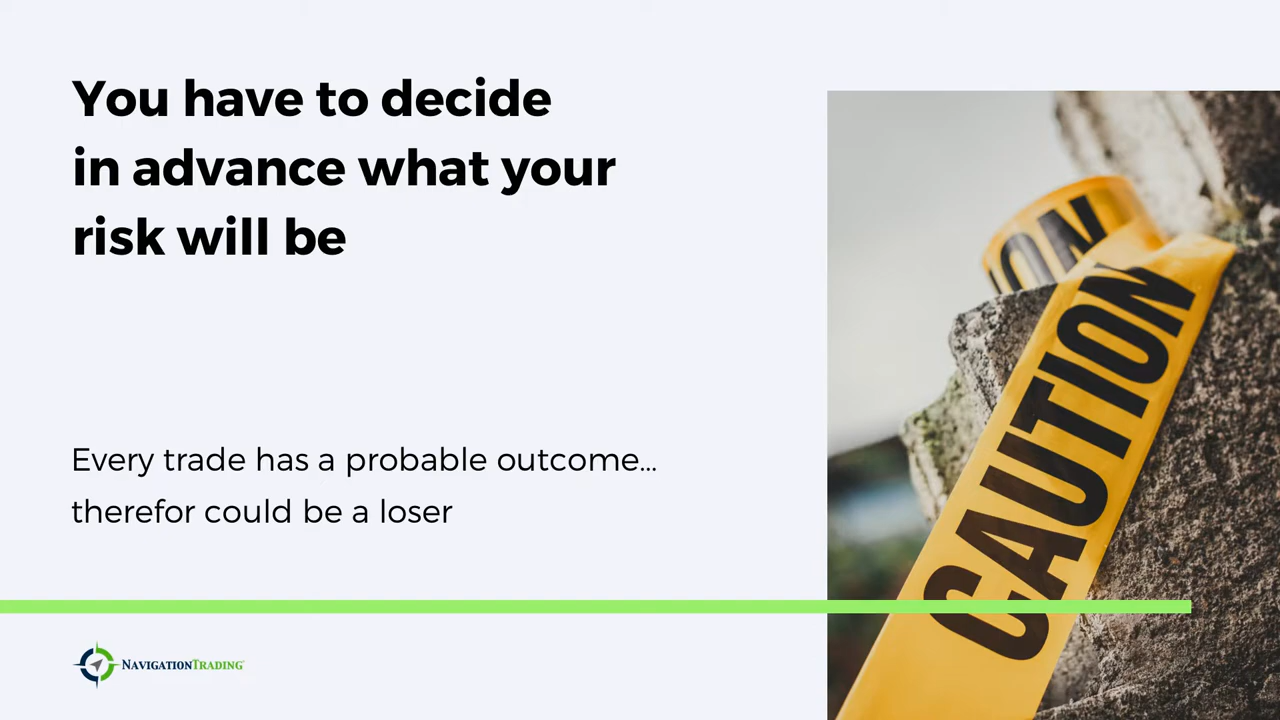 You have to decide
in advance what your
risk will be
Every trade has a probable outcome...
therefor could be a loser
ON
CAUTION
NAVIGATIONTRADING